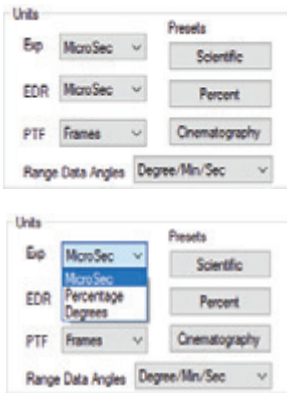 Units
Presets
Exp MicroSec Scientific
EDR MicroSec Percent
PTF Frames Cinematography
Range Data Angles Degree/Min/Sec
Units
Presets
Exp MicroSec Scientific
MicroSec
EDR Percentage Percent
Degrees
PTF Frames Cinematography
Range Data Angles Degree/Min/Sec